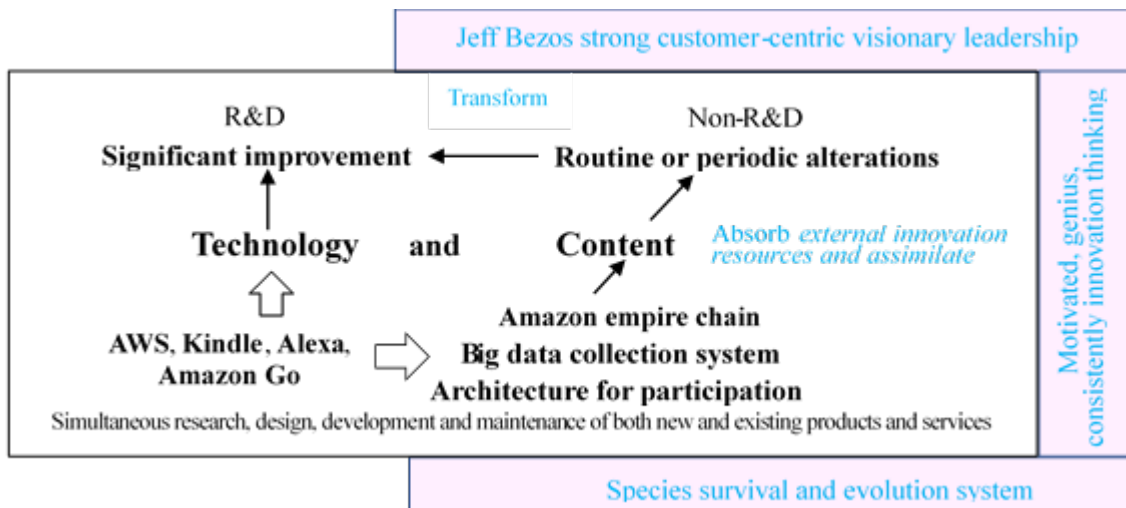 Jeff Bezos strong customer-centric visionary leadership
Transform
R&D
Non-R&D
Significant improvement
Routine or periodic alterations
Technology and Content
Absorb external innovation
resources and assimilate
AWS, Kindle, Alexa,
Amazon Go
Amazon empire chain
Big data collection system
Architecture for participation
Simultaneous research, design, development and maintenance of both new and existing products and services
Motivated, genius,
consistently innovation thinking
Species survival and evolution system